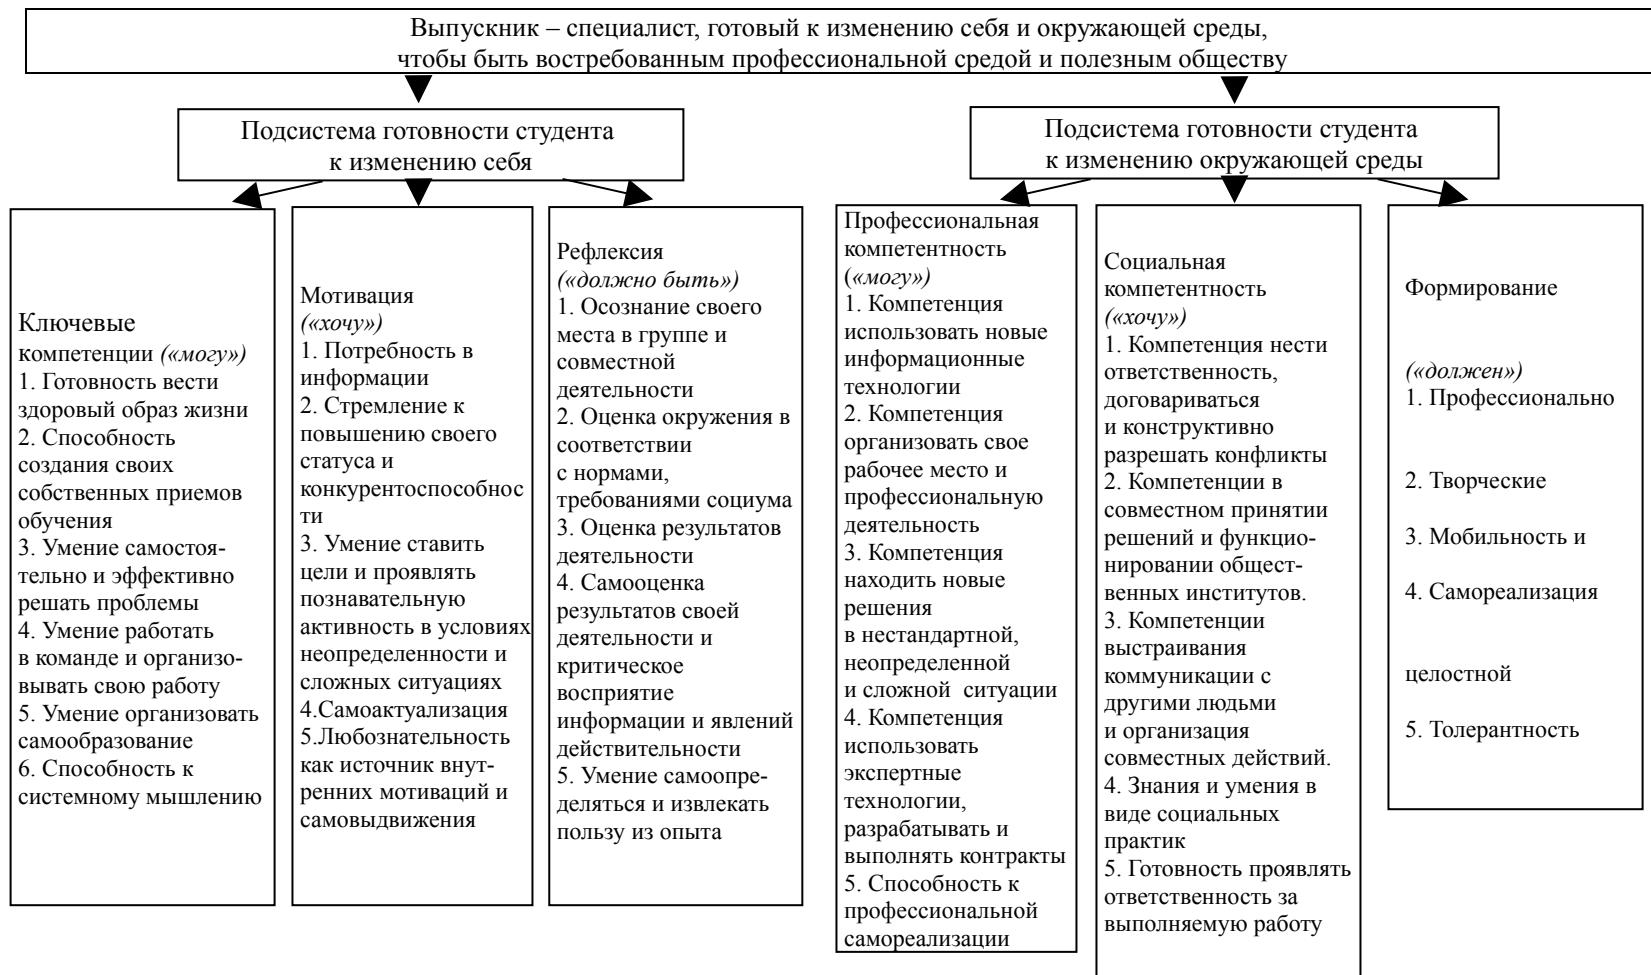 Выпускник – специалист, готовый к изменению себя и окружающей среды,
чтобы быть востребованным профессиональной средой и полезным обществу
Подсистема готовности студента
к изменению себя
Подсистема готовности студента
к изменению окружающей среды
Ключевые
компетенции («могу»)
1. Готовность вести
здоровый образ жизни
2. Способность
создания своих
собственных приемов
обучения
3. Умение самостоя-
тельно и эффективно
решать проблемы
4. Умение работать
в команде и организо-
вывать свою работу
5. Умение организовать
самообразование
6. Способность к
системному мышлению
Мотивация
(«хочу»)
1. Потребность в
информации
2. Стремление к
повышению своего
статуса и
конкурентоспособнос
ти
3. Умение ставить
цели и проявлять
познавательную
активность в условиях
неопределенности и
сложных ситуациях
4.Самоактуализация
5.Любознательность
как источник внут-
ренних мотиваций и
самовыдвижения
Рефлексия
(«должно быть»)
1. Осознание своего
места в группе и
совместной
деятельности
2. Оценка окружения в
соответствии
с нормами,
требованиями социума
3. Оценка результатов
деятельности
4. Самооценка
результатов своей
деятельности и
критическое
восприятие
информации и явлений
действительности
5. Умение самоопре-
деляться и извлекать
пользу из опыта
Профессиональная
компетентность
(«могу»)
1. Компетенция
использовать новые
информационные
технологии
2. Компетенция
организовать свое
рабочее место и
профессиональную
деятельность
3. Компетенция
находить новые
решения
в нестандартной,
неопределенной
и сложной ситуации
4. Компетенция
использовать
экспертные
технологии,
разрабатывать и
выполнять контракты
5. Способность к
профессиональной
самореализации
Социальная
компетентность
(«хочу»)
1. Компетенция нести
ответственность,
договариваться
и конструктивно
разрешать конфликты
2. Компетенции в
совместном принятии
решений и функцио-
нировании общест-
венных институтов.
3. Компетенции
выстраивания
коммуникации с
другими людьми
и организация
совместных действий.
4. Знания и умения в
виде социальных
практик
5. Готовность проявлять
ответственность за
выполняемую работу
Формирование
(«должен»)
1. Профессионально
2. Творческие
3. Мобильность и
4. Самореализация
целостной
5. Толерантность